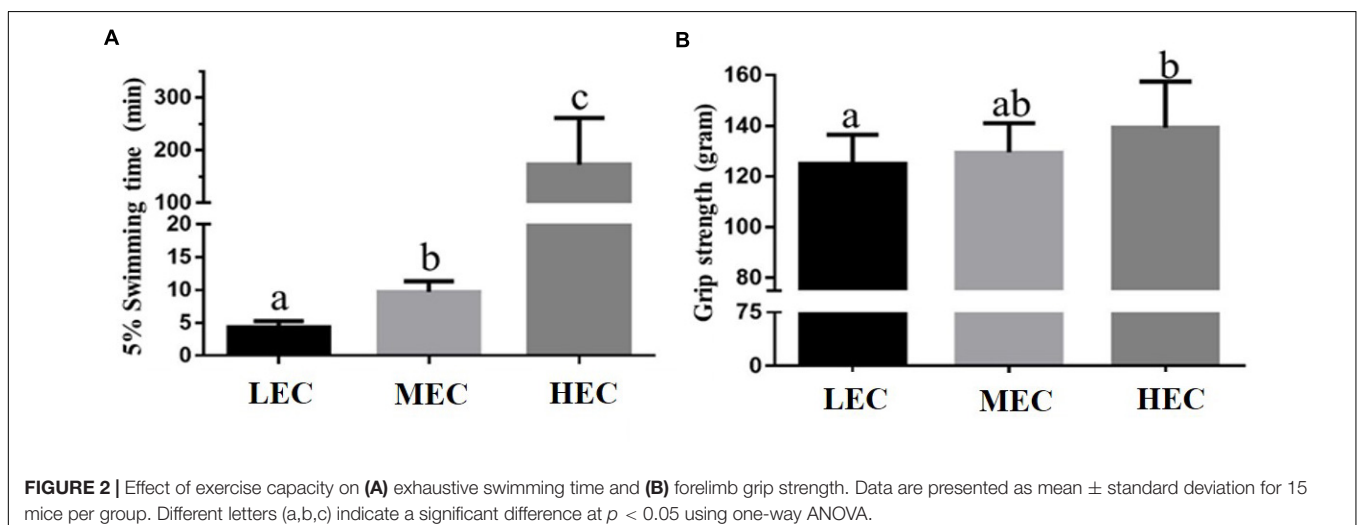 A
5% Swimming time (min)
300
200
100
20
15
10
5
0
a
b
c
LEC
MEC
HEC
B
Grip strength (gram)
160
140
120
100
80
75
0
a
ab
b
LEC
MEC
HEC
FIGURE 2 | Effect of exercise capacity on (A) exhaustive swimming time and (B) forelimb grip strength. Data are presented as mean ± standard deviation for 15
mice per group. Different letters (a,b,c) indicate a significant difference at p < 0.05 using one-way ANOVA.